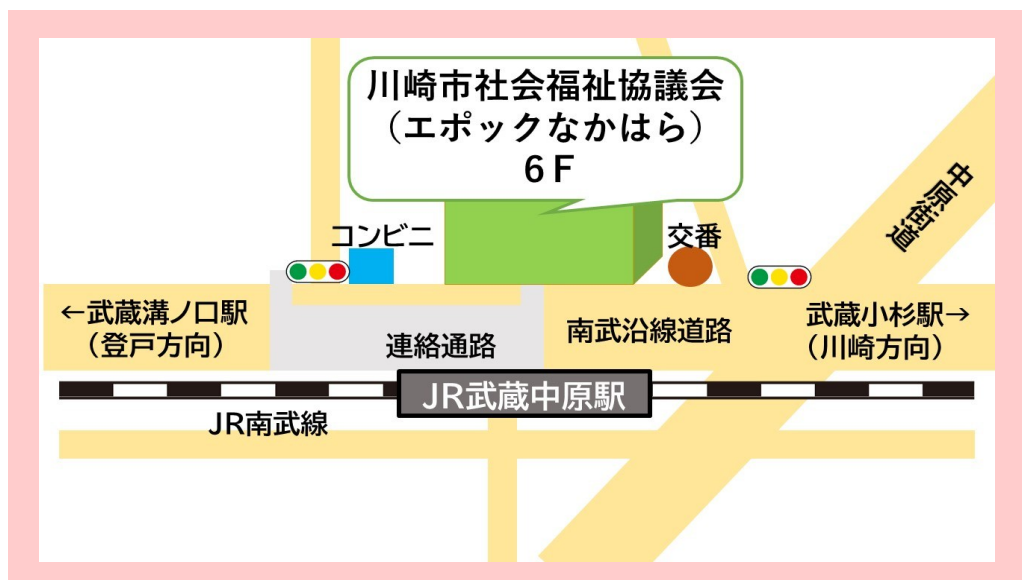 川崎市社会福祉協議会
（エポックなかはら）
６Ｆ
中原街道
コンビニ
交番
←武蔵溝ノ口駅
（登戸方向）
連絡通路
南武沿線道路
武蔵小杉駅→
（川崎方向）
JR武蔵中原駅
JR南武線